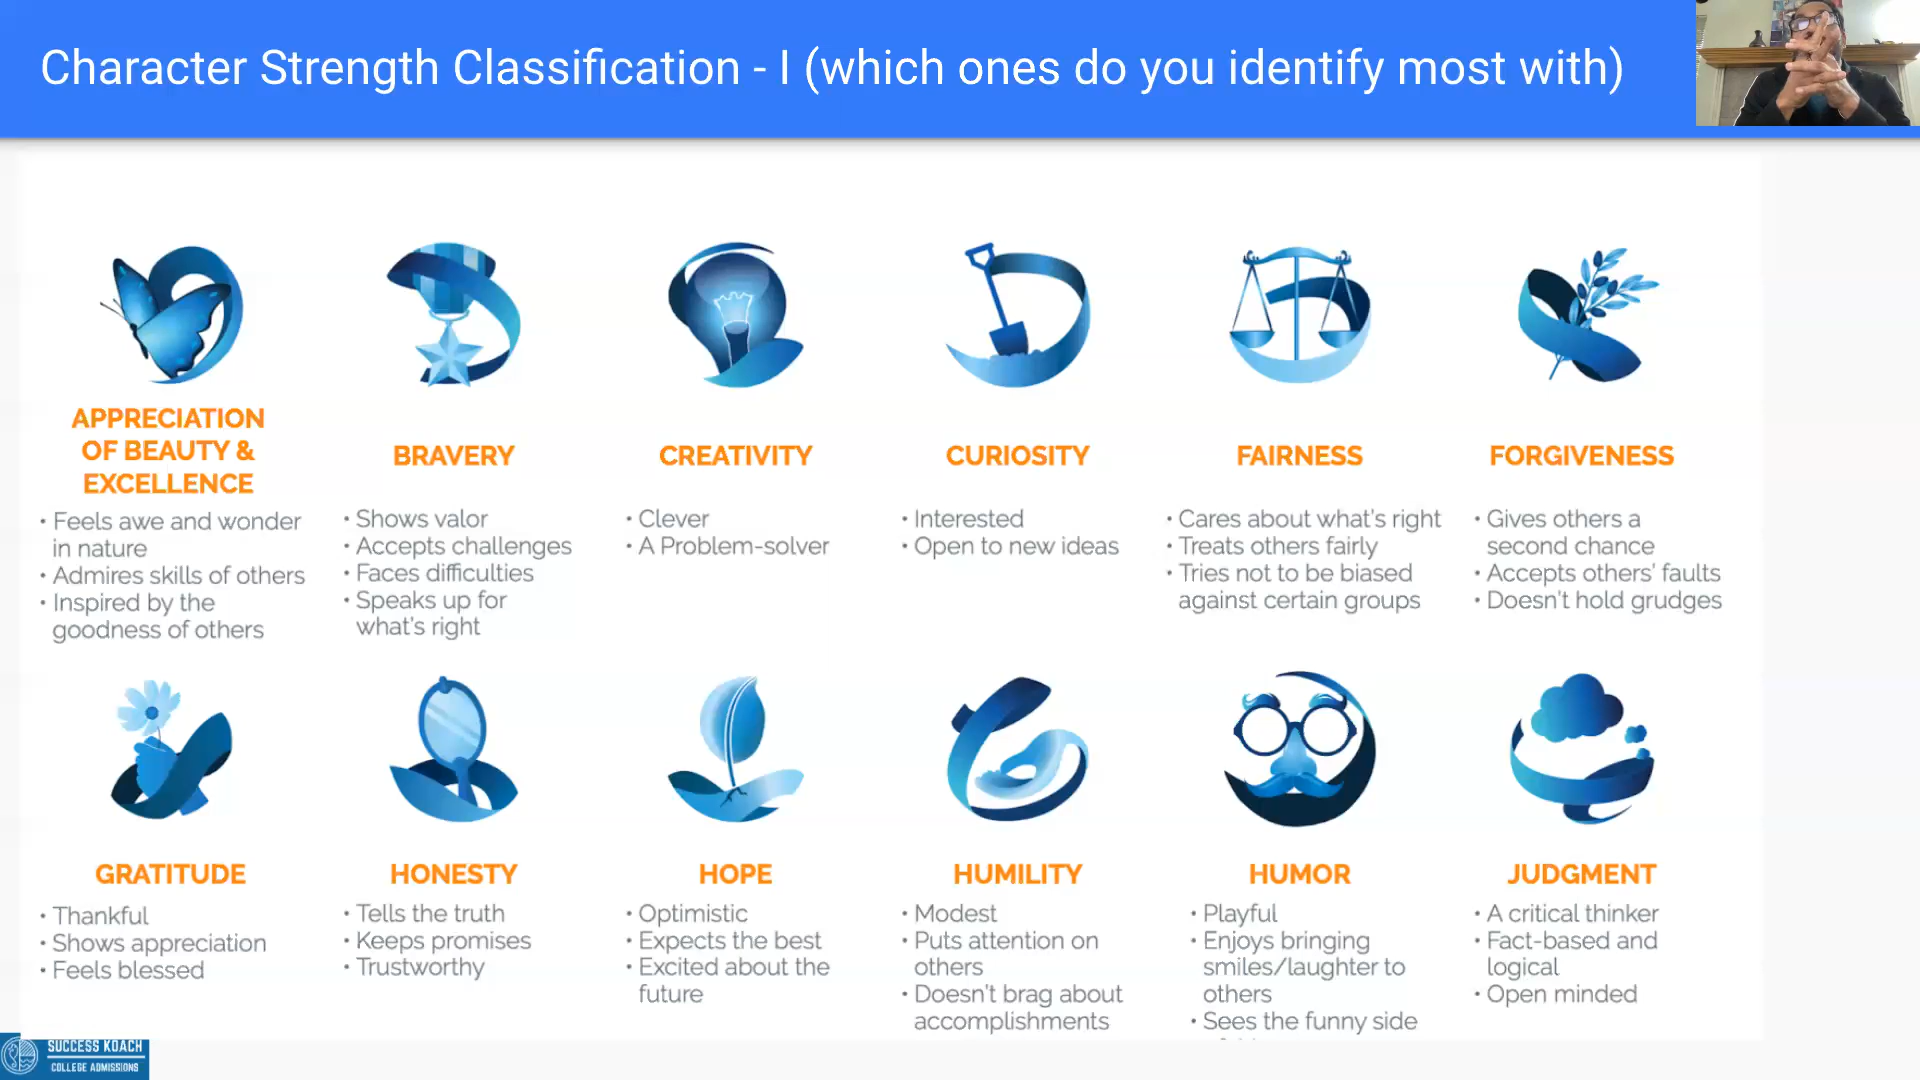 Character Strength Classification - I (which ones do you identify most with)
APPRECIATION
OF BEAUTY &
EXCELLENCE
• Feels awe and wonder
in nature
• Admires skills of others
• Inspired by the
goodness of others
BRAVERY
• Shows valor
• Accepts challenges
• Faces difficulties
• Speaks up for
what's right
CREATIVITY
• Clever
• A Problem-solver
CURIOSITY
• Interested
• Open to new ideas
FAIRNESS
• Cares about what's right
• Treats others fairly
• Tries not to be biased
against certain groups
FORGIVENESS
• Gives others a
second chance
• Accepts others' faults
• Doesn't hold grudges
GRATITUDE
• Thankful
• Shows appreciation
• Feels blessed
HONESTY
• Tells the truth
• Keeps promises
• Trustworthy
HOPE
• Optimistic
• Expects the best
• Excited about the
future
HUMILITY
• Modest
• Puts attention on
others
• Doesn't brag about
accomplishments
HUMOR
• Playful
• Enjoys bringing
smiles/laughter to
others
• Sees the funny side
JUDGMENT
• A critical thinker
• Fact-based and
logical
• Open minded
SUCCESS KOACH
COLLEGE ADMISSIONS